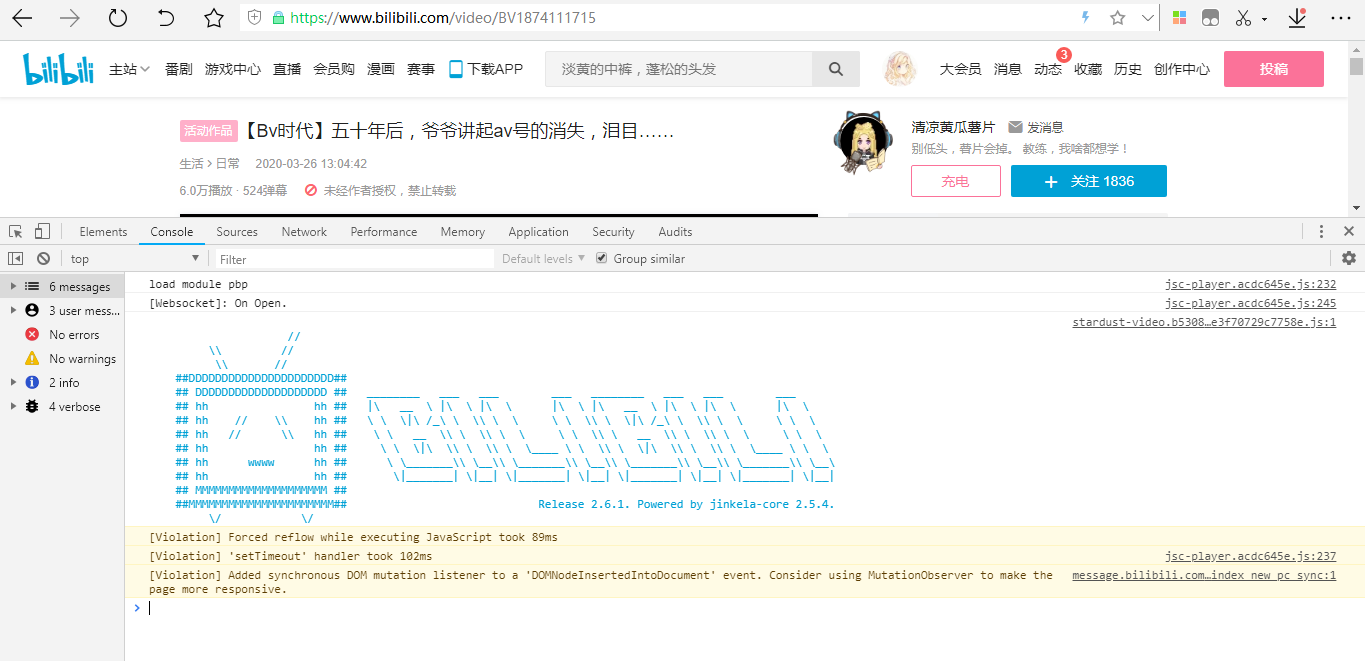 https://www.bilibili.com/video/BV1874111715
bilibili 主站 番剧 游戏中心 直播 会员购 漫画 赛事 下载APP 淡黄的中裤，蓬松的头发 大会员 消息 动态 3 收藏 历史 创作中心 投稿
活动作品 【Bv时代】五十年后，爷爷讲起av号的消失，泪目……
生活 > 日常 2020-03-26 13:04:42
6.0万播放 · 524弹幕 未经作者授权，禁止转载
清凉黄瓜薯片 发消息
别低头，薯片会掉。 教练，我啥都想学！
充电 + 关注 1836
Elements Console Sources Network Performance Memory Application Security Audits
top Filter Default levels Group similar
6 messages
3 user mess...
No errors
No warnings
2 info
4 verbose
load module pbp jsc-player.acdc645e.js:232
[Websocket]: On Open. jsc-player.acdc645e.js:245
stardust-video.b5308…e3f70729c7758e.js:1
//
\\ //
\\ //
##DDDDDDDDDDDDDDDDDDDDDD##
## DDDDDDDDDDDDDDDDDDDD ##
## hh hh ##
## hh // \\ hh ##
## hh // \\ hh ##
## hh hh ##
## hh wwww hh ##
## hh hh ##
## MMMMMMMMMMMMMMMMMMMM ##
##MMMMMMMMMMMMMMMMMMMMMM## Release 2.6.1. Powered by jinkela-core 2.5.4.
\/ \/
[Violation] Forced reflow while executing JavaScript took 89ms
[Violation] 'setTimeout' handler took 102ms jsc-player.acdc645e.js:237
[Violation] Added synchronous DOM mutation listener to a 'DOMNodeInsertedIntoDocument' event. Consider using MutationObserver to make the message.bilibili.com…index new pc sync:1
page more responsive.